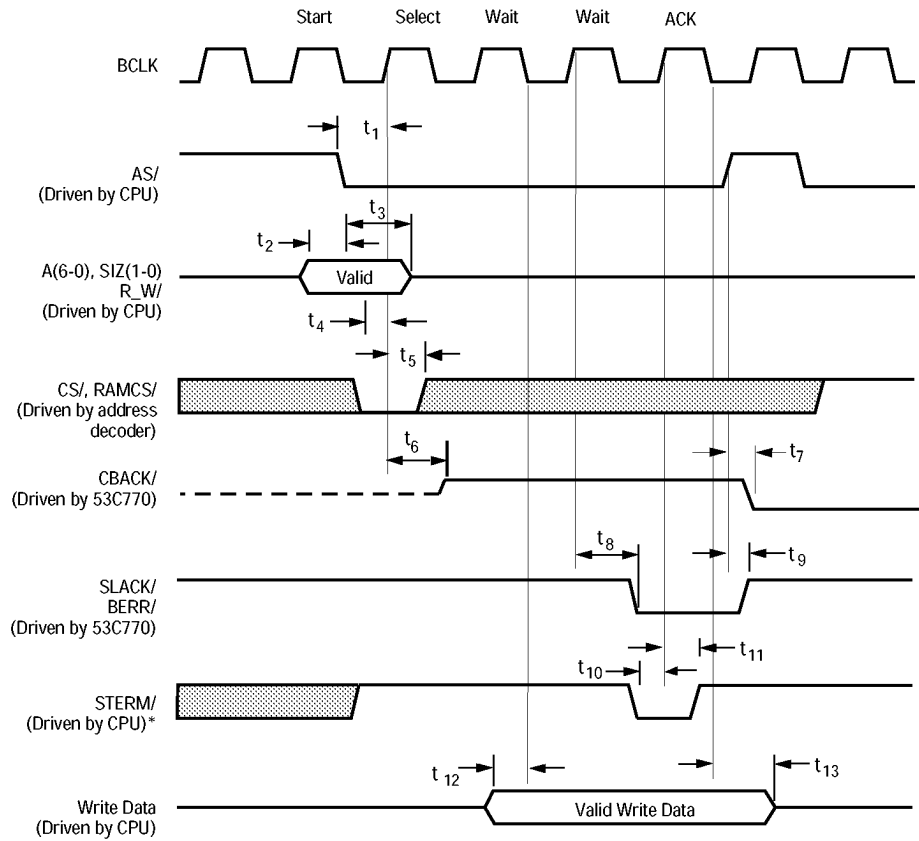 Start Select Wait Wait ACK
BCLK
t1
AS/
(Driven by CPU)
t3
t2
A(6-0), SIZ(1-0)
R_W/
(Driven by CPU)
Valid
t4
t5
CS/, RAMCS/
(Driven by address
decoder)
t6
t7
CBACK/
(Driven by 53C770)
t8
t9
SLACK/
BERR/
(Driven by 53C770)
t11
t10
STERM/
(Driven by CPU)*
t12
t13
Write Data
(Driven by CPU)
Valid Write Data